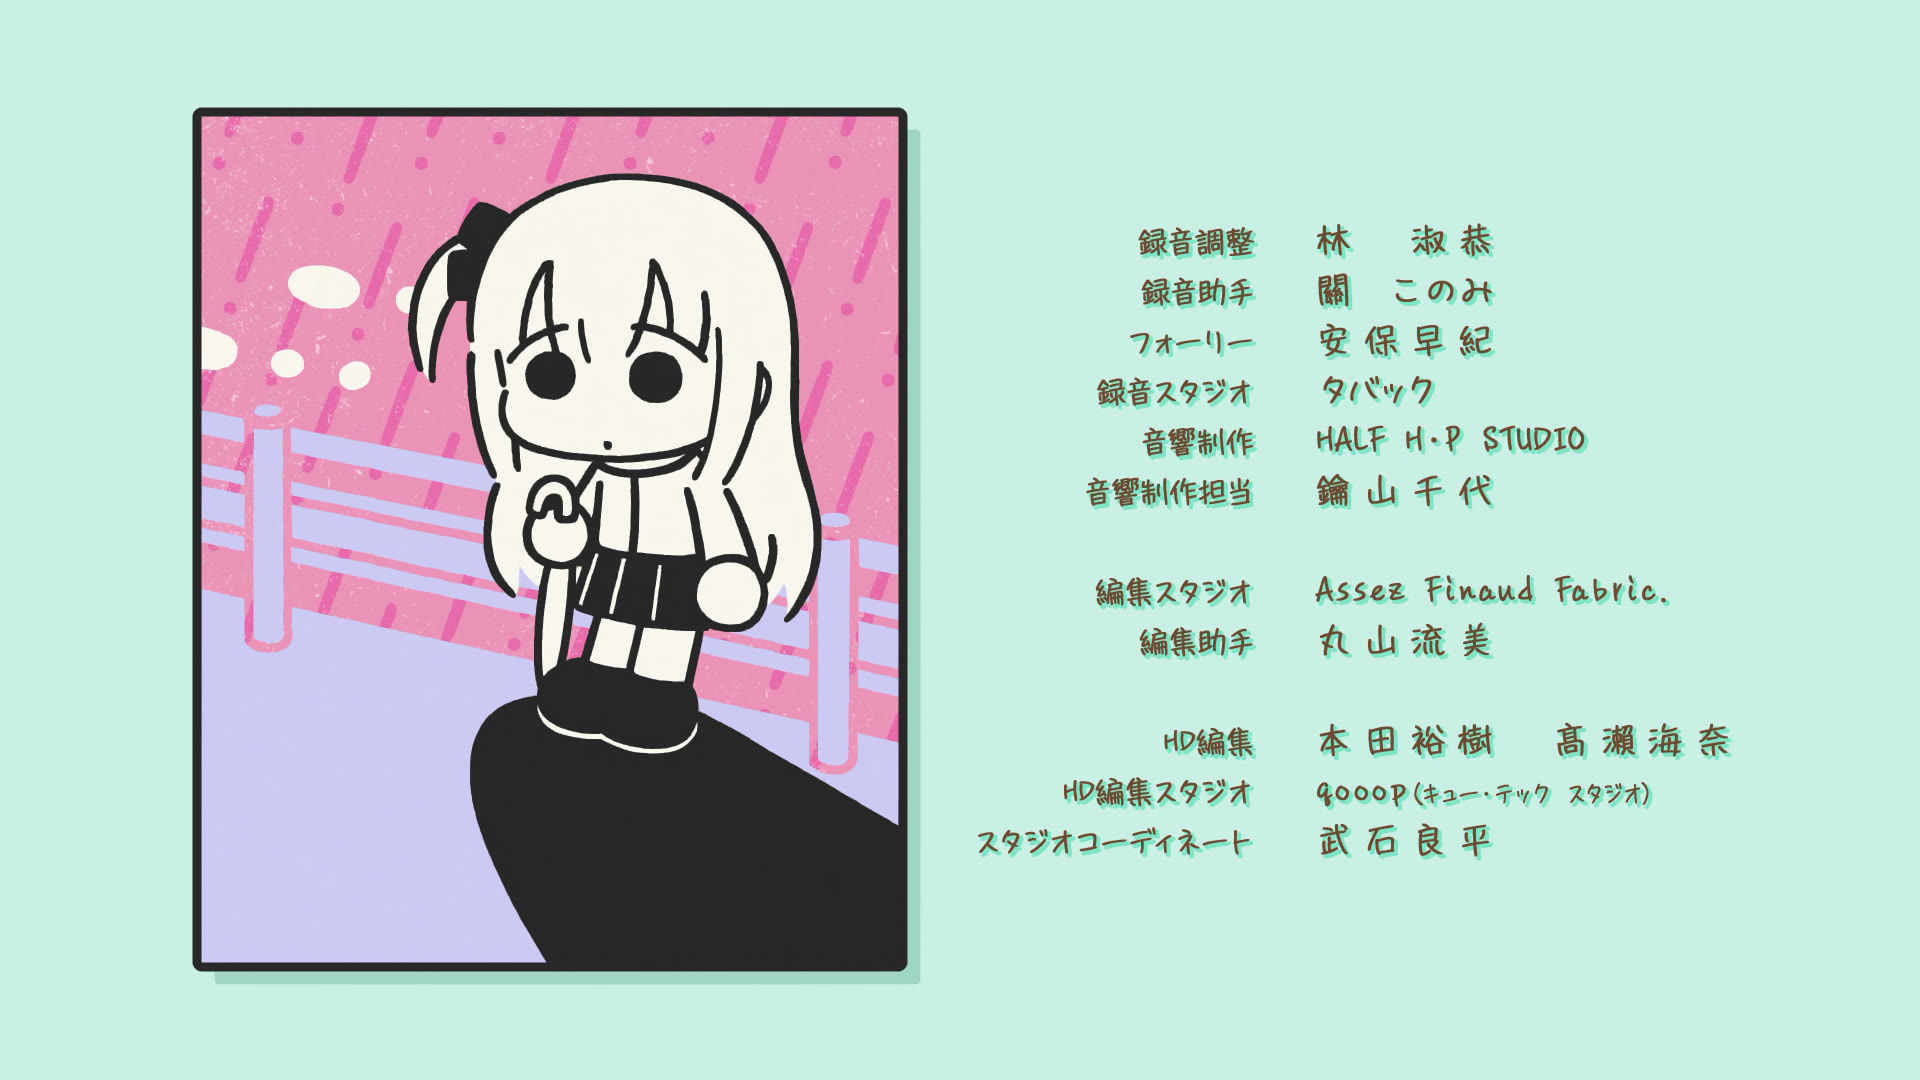 録音調整 林 淑恭
録音助手 關 このみ
フォーリー 安保早紀
録音スタジオ タバック
音響制作 HALF H・P STUDIO
音響制作担当 鑰山千代
編集スタジオ Assez Finaud Fabric.
編集助手 丸山流美
HD編集 本田裕樹 髙瀬海奈
HD編集スタジオ qooop(キュー・テック スタジオ)
スタジオコーディネート 武石良平